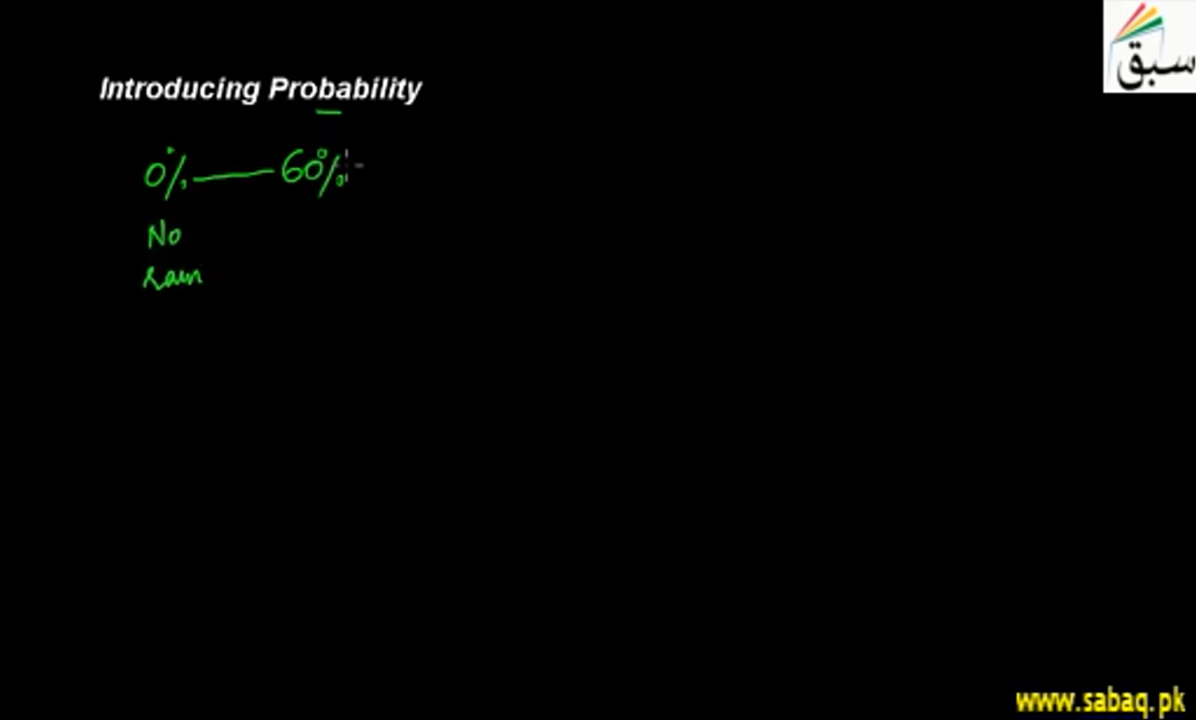 سبق
Introducing Probability
0% — 60%
No
rain
www.sabaq.pk